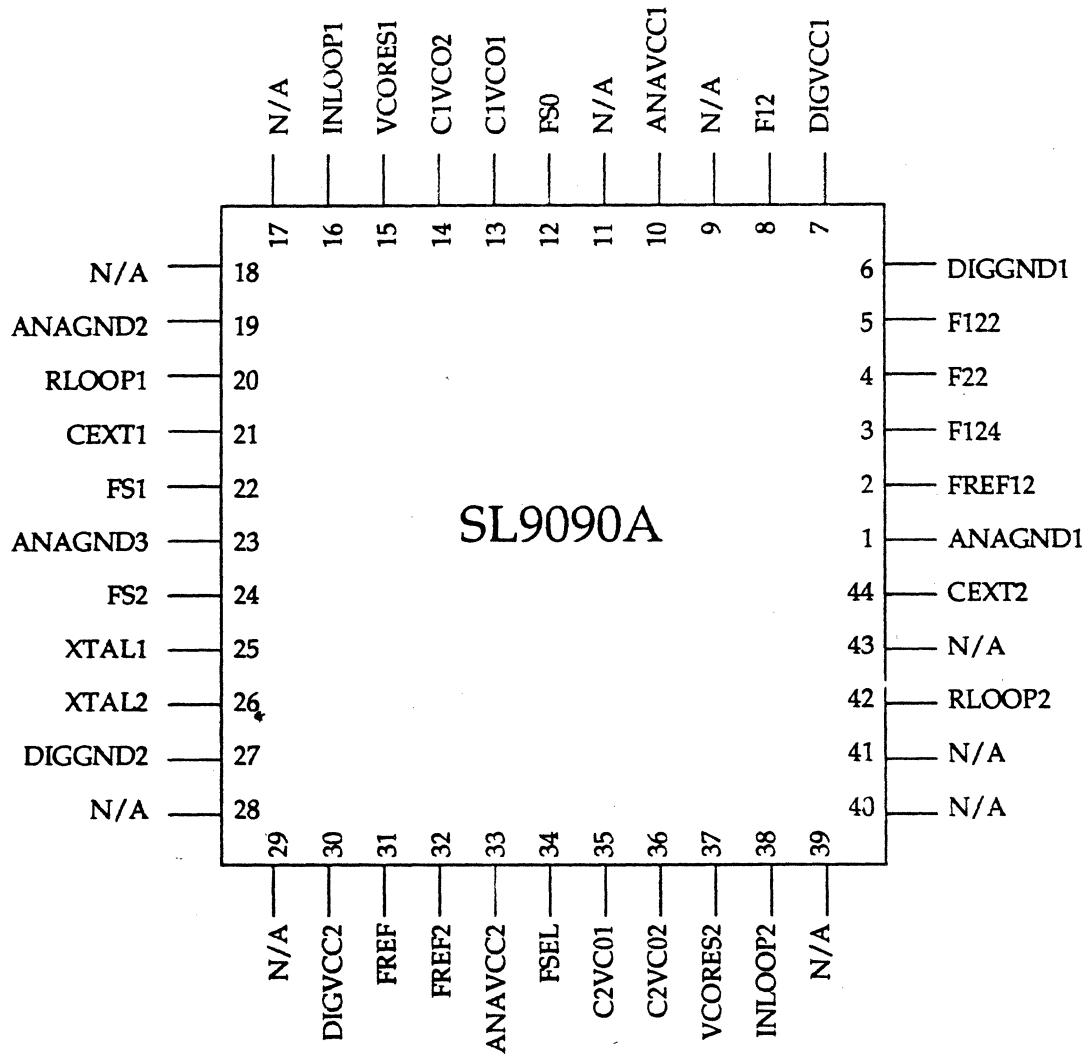 N/A
INLOOP1
VCORES1
C1VCO2
C1VCO1
FS0
N/A
ANAVCC1
N/A
F12
DIGVCC1
17 16 15 14 13 12 11 10 9 8 7
N/A 18
ANAGND2 19
RLOOP1 20
CEXT1 21
FS1 22
ANAGND3 23
FS2 24
XTAL1 25
XTAL2 26
DIGGND2 27
N/A 28
SL9090A
6 DIGGND1
5 F122
4 F22
3 F124
2 FREF12
1 ANAGND1
44 CEXT2
43 N/A
42 RLOOP2
41 N/A
40 N/A
29 30 31 32 33 34 35 36 37 38 39
N/A
DIGVCC2
FREF
FREF2
ANAVCC2
FSEL
C2VC01
C2VC02
VCORES2
INLOOP2
N/A